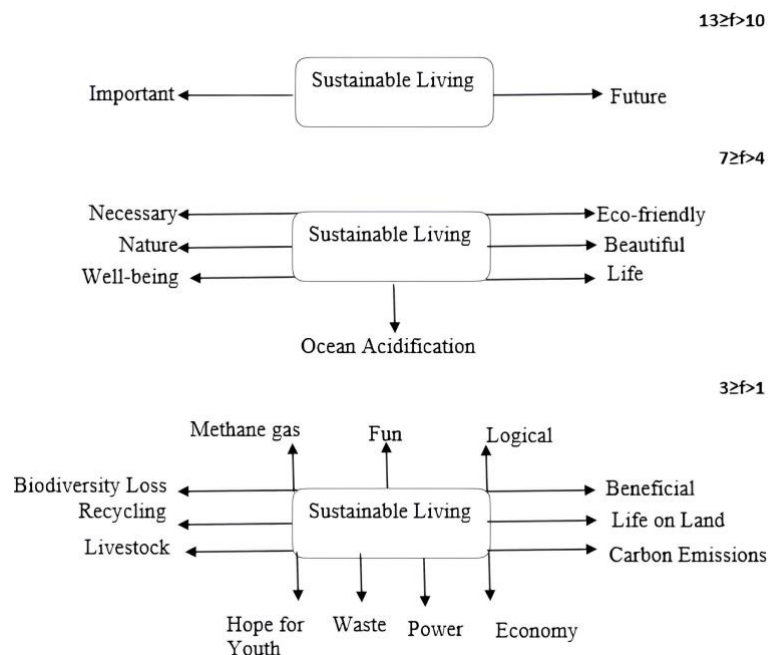 13≥f>10
Sustainable Living
Important
Future
7≥f>4
Necessary
Eco-friendly
Sustainable Living
Nature
Beautiful
Well-being
Life
Ocean Acidification
3≥f>1
Methane gas
Fun
Logical
Biodiversity Loss
Beneficial
Sustainable Living
Recycling
Life on Land
Livestock
Carbon Emissions
Hope for
Youth
Waste
Power
Economy